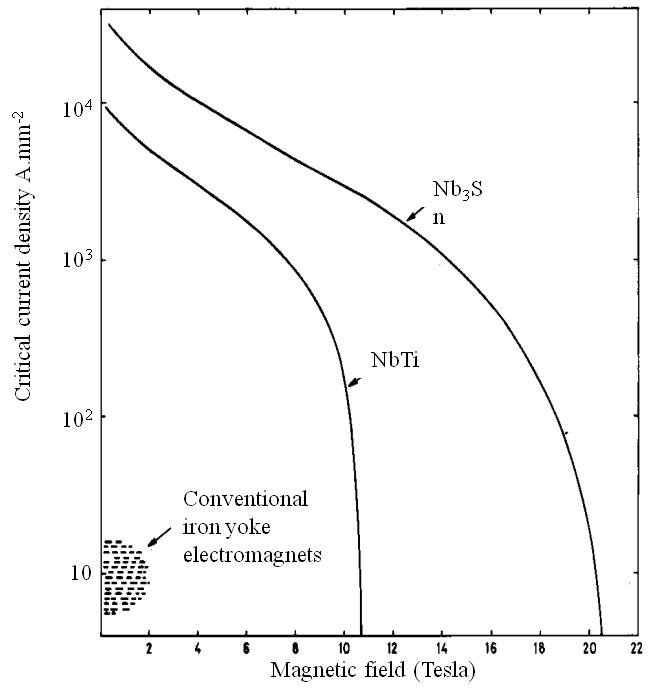 Critical current density A.mm-2
10⁴
10³
10²
10
Nb₃S
n
NbTi
Conventional
iron yoke
electromagnets
2 4 6 8 10 12 14 16 18 20 22
Magnetic field (Tesla)